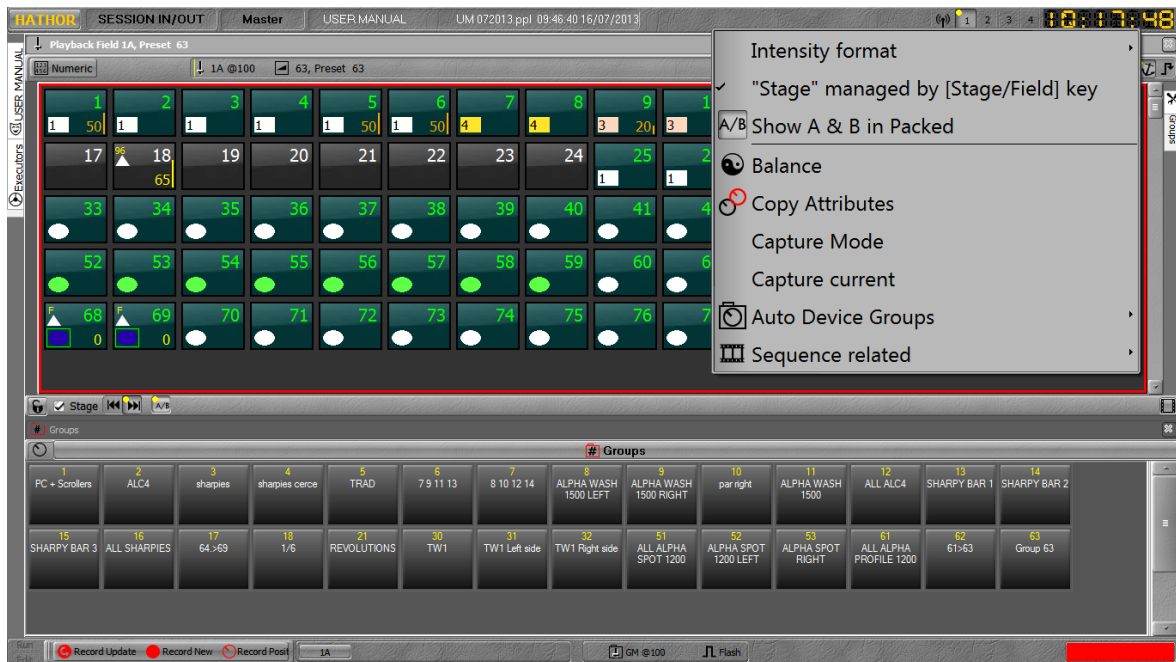 HATHOR SESSION IN/OUT Master USER MANUAL UM 072013.ppl 09:46:40 16/07/2013 1 2 3 4 10:17:48
Playback Field 1A, Preset 63
Numeric 1A @100 63, Preset 63
USER MANUAL
Executors
Groups
1 2 3 4 5 6 7 8 9 1
1 50 1 1 1 1 50 1 50 4 4 3 20 3
17 96 18 19 20 21 22 23 24 25 2
65 1 1
33 34 35 36 37 38 39 40 41 4
52 53 54 55 56 57 58 59 60 6
F 68 F 69 70 71 72 73 74 75 76 7
0 0
Intensity format
"Stage" managed by [Stage/Field] key
A/B Show A & B in Packed
Balance
Copy Attributes
Capture Mode
Capture current
Auto Device Groups
Sequence related
Stage A/B
# Groups
# Groups
1 2 3 4 5 6 7 8 9 10 11 12 13 14
PC + Scrollers ALC4 sharpies sharpies cerce TRAD 7 9 11 13 8 10 12 14 ALPHA WASH ALPHA WASH par right ALPHA WASH ALL ALC4 SHARPY BAR 1 SHARPY BAR 2
1500 LEFT 1500 RIGHT 1500
15 16 17 18 21 30 31 32 51 52 53 61 62 63
SHARPY BAR 3 ALL SHARPIES 64.>69 1/6 REVOLUTIONS TW1 TW1 Left side TW1 Right side ALL ALPHA ALPHA SPOT ALPHA SPOT ALL ALPHA 61>63 Group 63
SPOT 1200 1200 LEFT RIGHT PROFILE 1200
Run
Edit
Record Update Record New Record Posit 1A GM @100 Flash